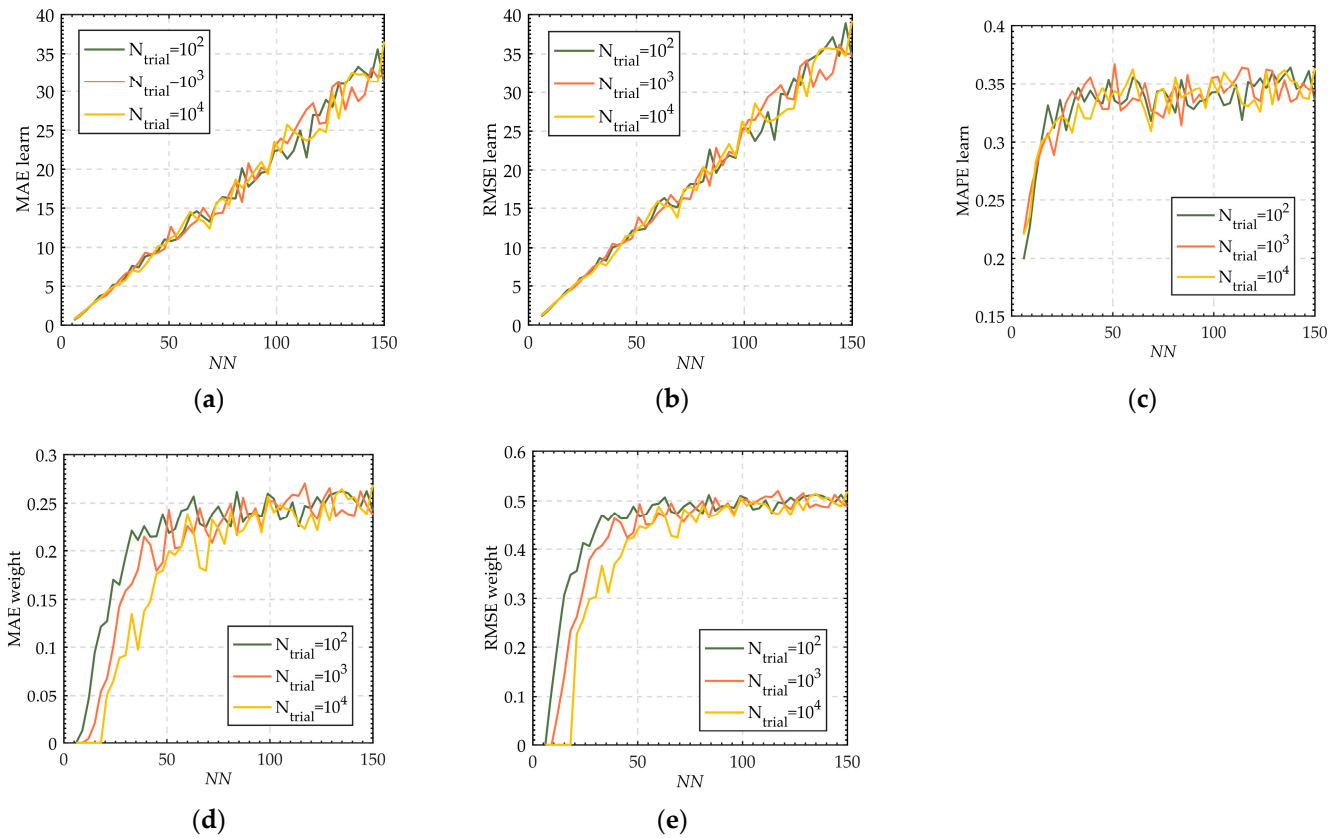 40
35
30
25
20
15
10
5
0
MAE learn
N_trial=10^2
N_trial−10^3
N_trial=10^4
0 50 100 150
NN
(a)
40
35
30
25
20
15
10
5
0
RMSE learn
N_trial=10^2
N_trial=10^3
N_trial=10^4
0 50 100 150
NN
(b)
0.4
0.35
0.3
0.25
0.2
0.15
MAPE learn
N_trial=10^2
N_trial=10^3
N_trial=10^4
0 50 100 150
NN
(c)
0.3
0.25
0.2
0.15
0.1
0.05
0
MAE weight
N_trial=10^2
N_trial=10^3
N_trial=10^4
0 50 100 150
NN
(d)
0.6
0.5
0.4
0.3
0.2
0.1
0
RMSE weight
N_trial=10^2
N_trial=10^3
N_trial=10^4
0 50 100 150
NN
(e)